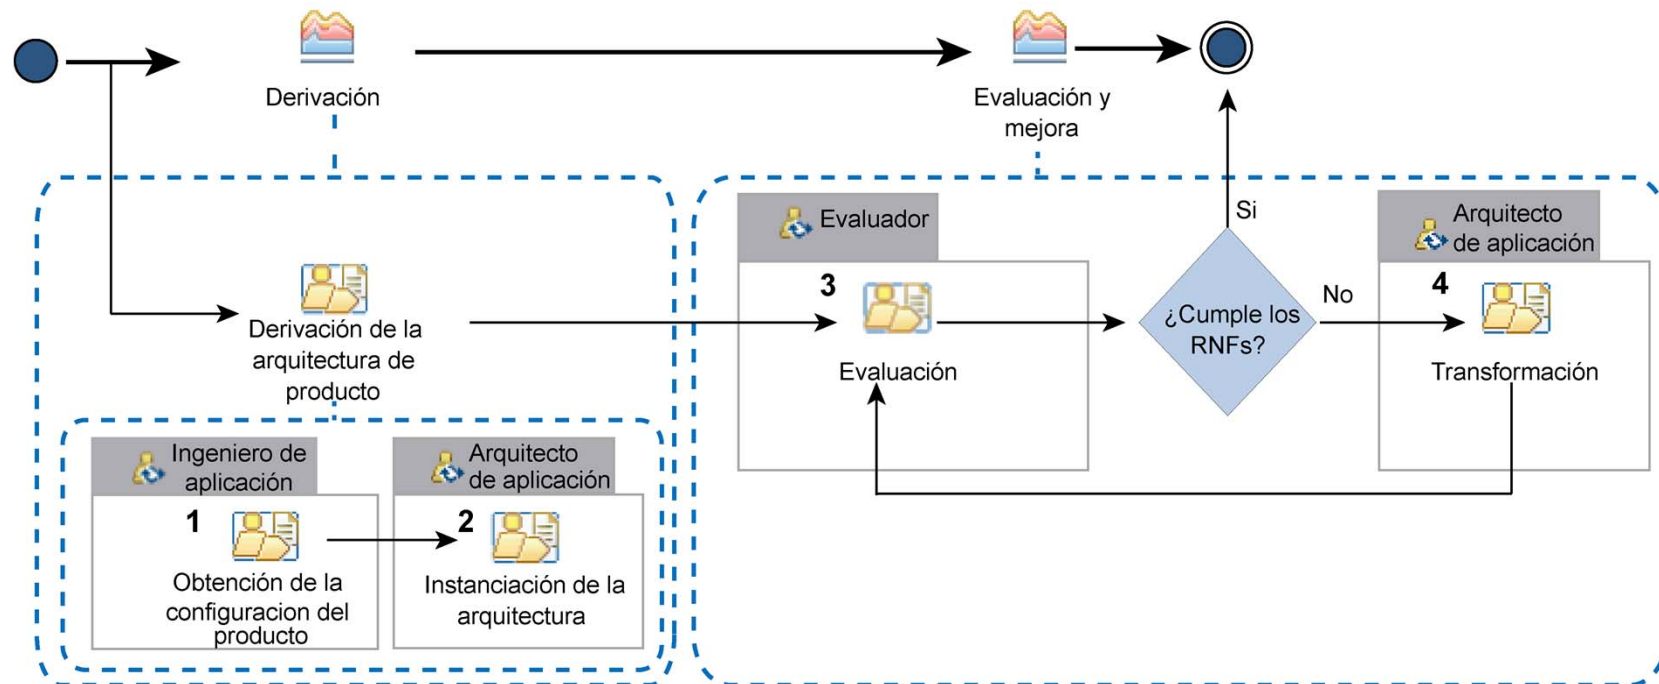 Derivación
Evaluación y
mejora
Derivación de la
arquitectura de
producto
Ingeniero de
aplicación
1
Obtención de la
configuracion del
producto
Arquitecto
de aplicación
2
Instanciación de la
arquitectura
Evaluador
3
Evaluación
¿Cumple los
RNFs?
Si
No
Arquitecto
de aplicación
4
Transformación